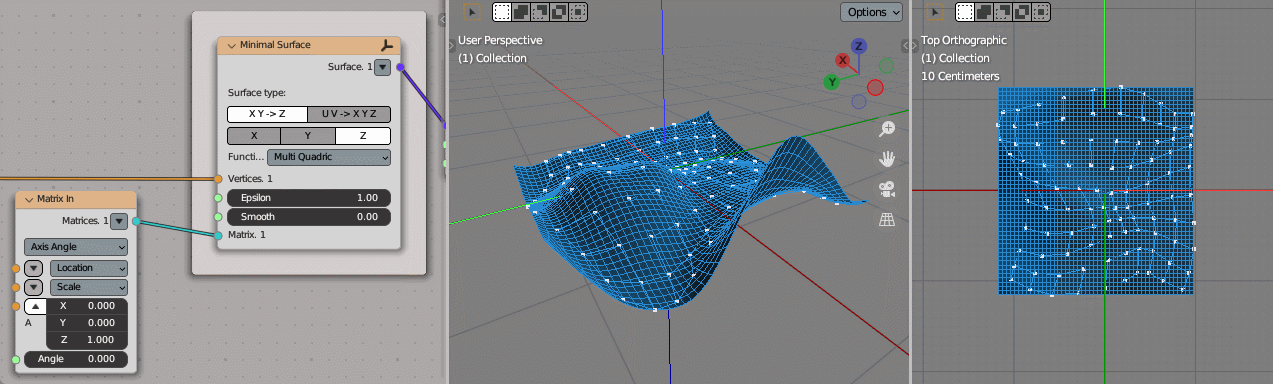 Minimal Surface
Surface. 1
Surface type:
X Y -> Z
U V -> X Y Z
X
Y
Z
Functi...
Multi Quadric
Vertices. 1
Epsilon 1.00
Smooth 0.00
Matrix. 1
Matrix In
Matrices. 1
Axis Angle
Location
Scale
X 0.000
A
Y 0.000
Z 1.000
Angle 0.000
Options
User Perspective
(1) Collection
Z
X
Y
Top Orthographic
(1) Collection
10 Centimeters